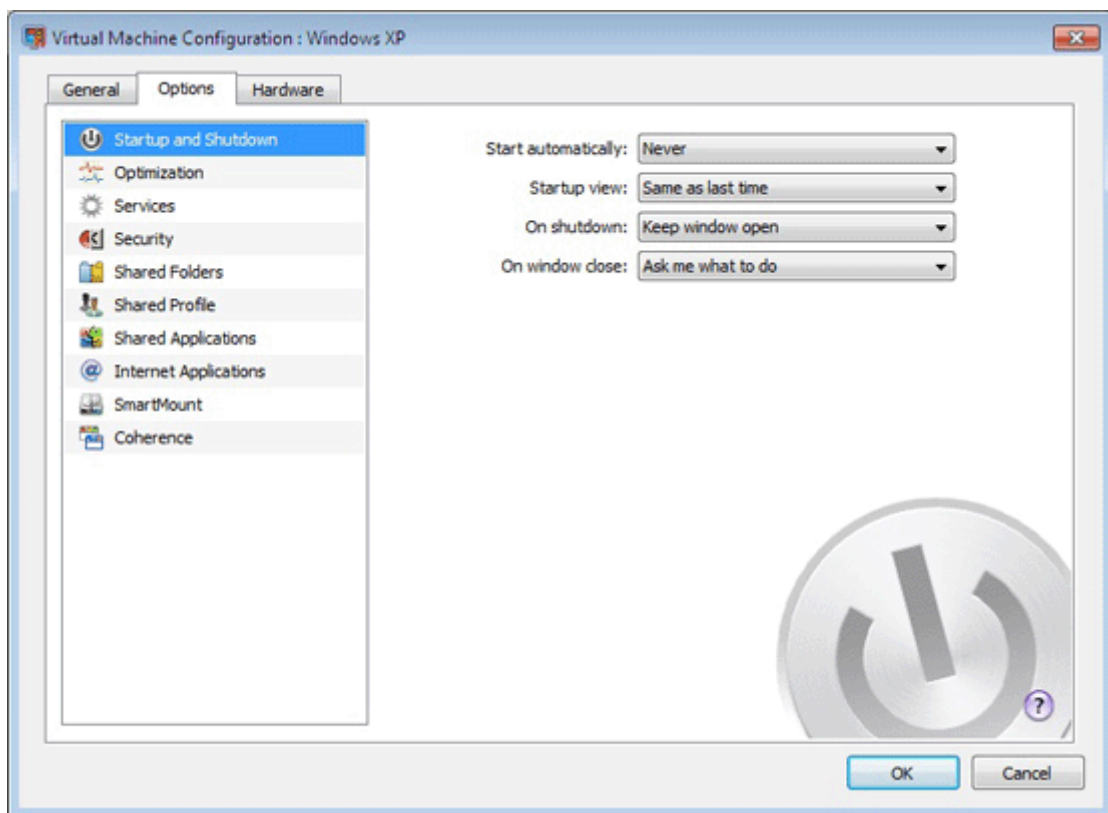 Virtual Machine Configuration : Windows XP
General Options Hardware
Startup and Shutdown
Optimization
Services
Security
Shared Folders
Shared Profile
Shared Applications
Internet Applications
SmartMount
Coherence
Start automatically: Never
Startup view: Same as last time
On shutdown: Keep window open
On window close: Ask me what to do
?
OK Cancel